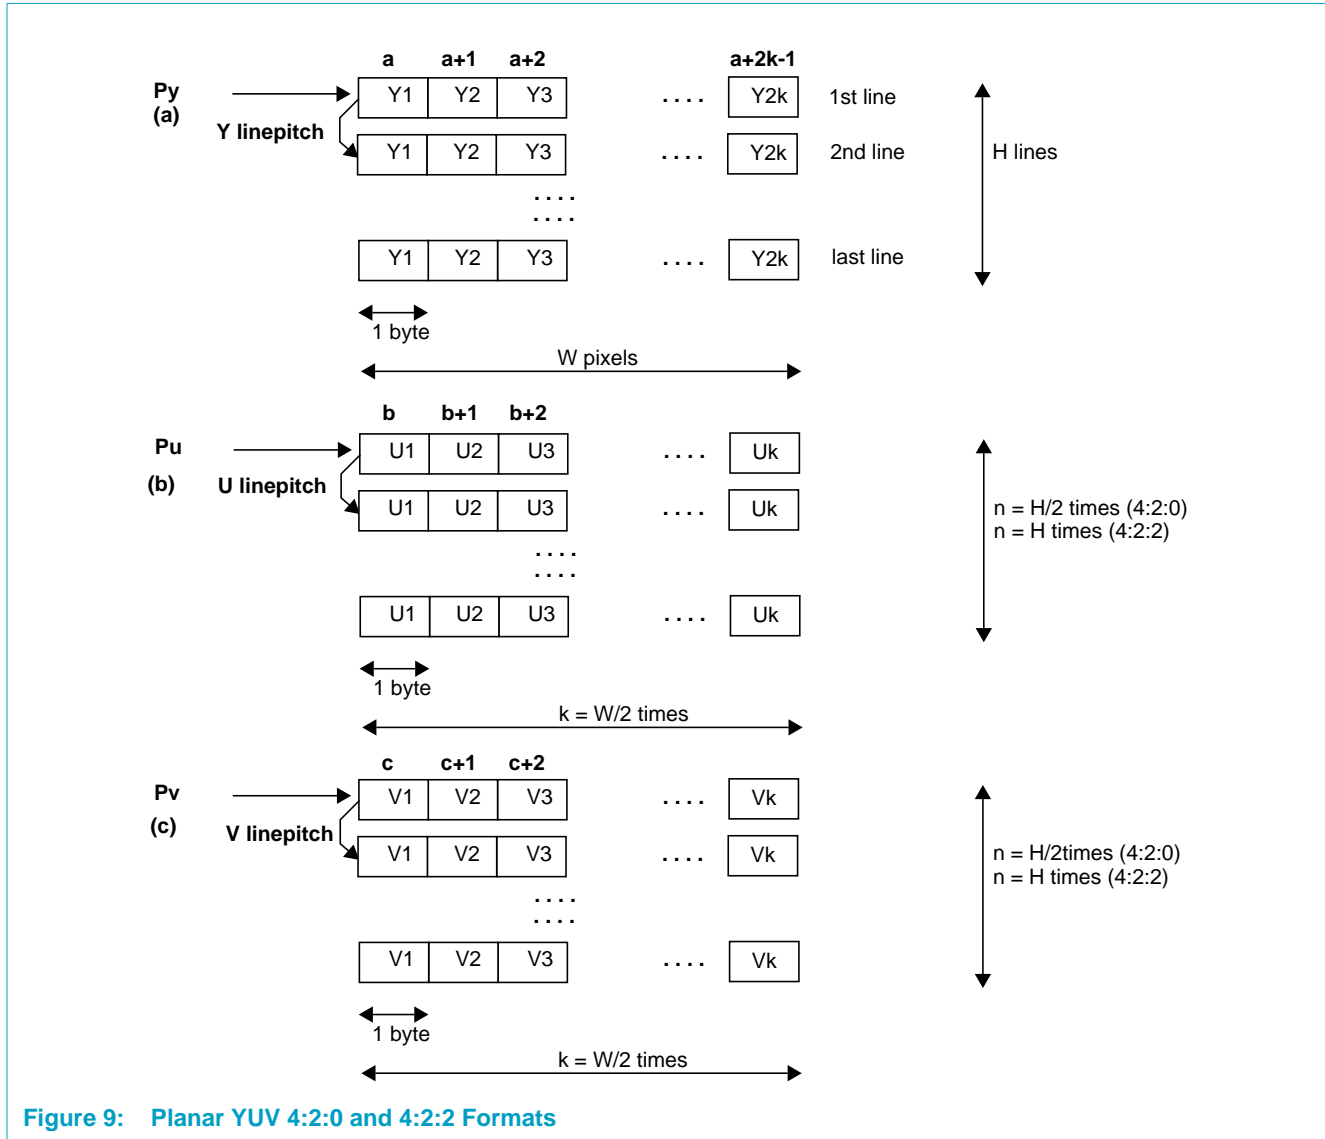 a a+1 a+2 a+2k-1
Py Y1 Y2 Y3 .... Y2k 1st line
(a)
Y linepitch
Y1 Y2 Y3 .... Y2k 2nd line H lines
....
....
Y1 Y2 Y3 .... Y2k last line
1 byte
W pixels
b b+1 b+2
Pu U1 U2 U3 .... Uk
(b) U linepitch
U1 U2 U3 .... Uk n = H/2 times (4:2:0)
n = H times (4:2:2)
....
....
U1 U2 U3 .... Uk
1 byte
k = W/2 times
c c+1 c+2
Pv V1 V2 V3 .... Vk
(c) V linepitch
V1 V2 V3 .... Vk n = H/2times (4:2:0)
n = H times (4:2:2)
....
....
V1 V2 V3 .... Vk
1 byte
k = W/2 times
Figure 9: Planar YUV 4:2:0 and 4:2:2 Formats